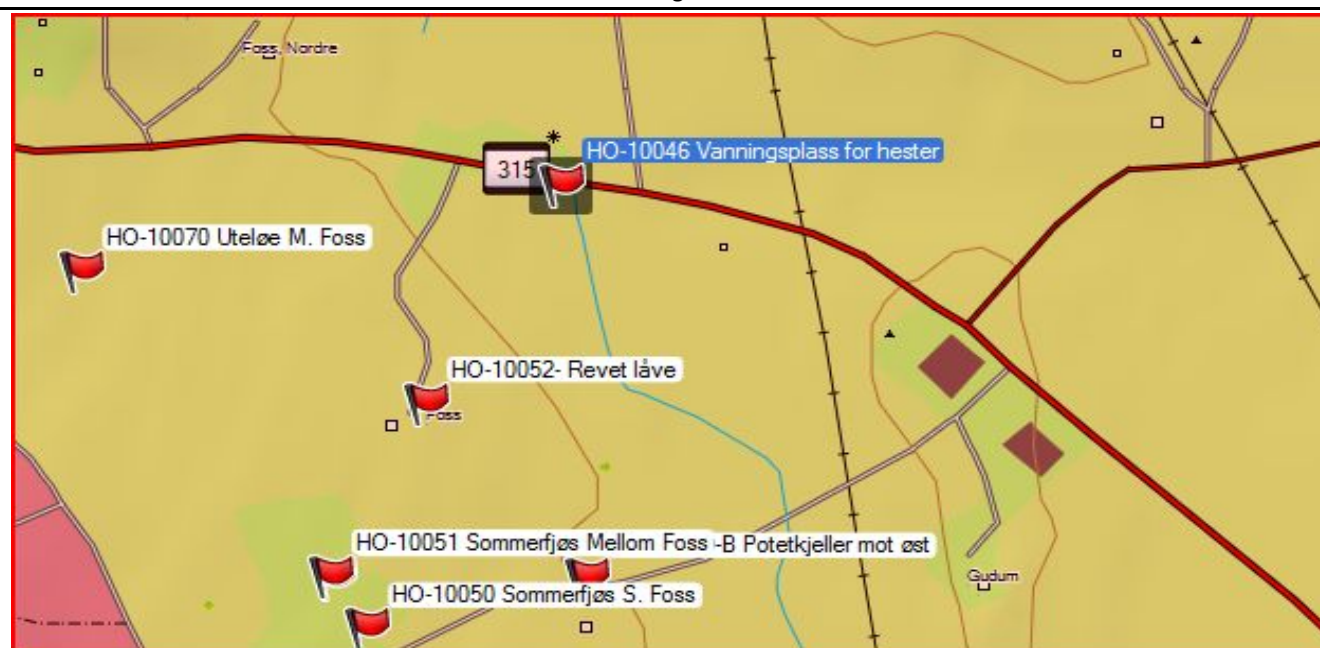 Foss, Nordre
HO-10046 Vanningsplass for hester
315
HO-10070 Uteløe M. Foss
HO-10052- Revet låve
Foss
HO-10051 Sommerfjøs Mellom Foss
-B Potetkjeller mot øst
Gudum
HO-10050 Sommerfjøs S. Foss